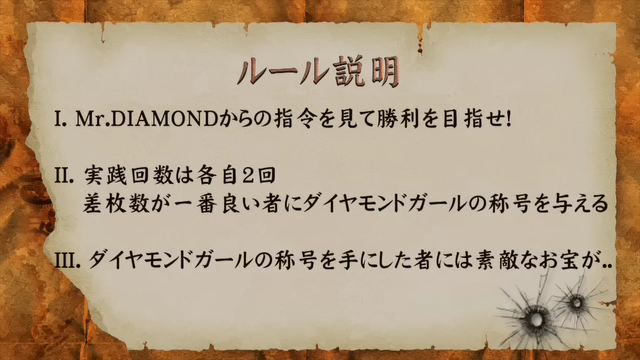 ルール説明
I. Mr.DIAMONDからの指令を見て勝利を目指せ!
II. 実践回数は各自2回
差枚数が一番良い者にダイヤモンドガールの称号を与える
III. ダイヤモンドガールの称号を手にした者には素敵なお宝が..